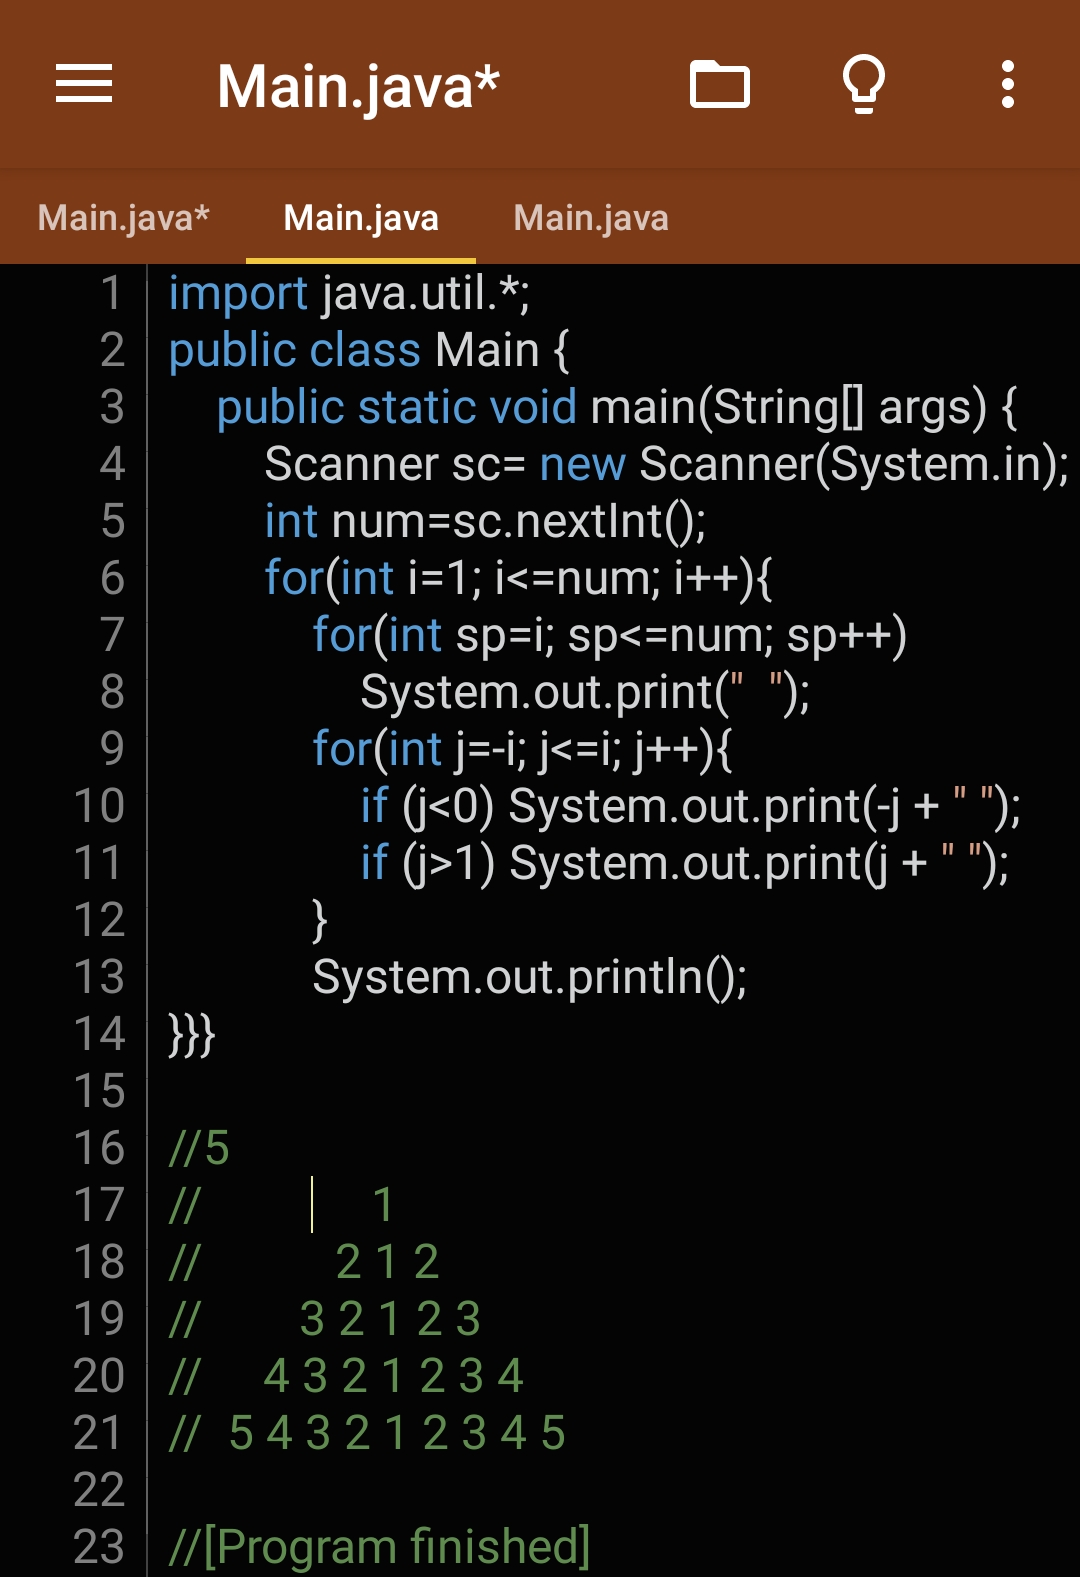 Main.java*
Main.java* Main.java Main.java
1 import java.util.*;
2 public class Main {
3 public static void main(String[] args) {
4 Scanner sc= new Scanner(System.in);
5 int num=sc.nextInt();
6 for(int i=1; i<=num; i++){
7 for(int sp=i; sp<=num; sp++)
8 System.out.print("  ");
9 for(int j=-i; j<=i; j++){
10 if (j<0) System.out.print(-j + " ");
11 if (j>1) System.out.print(j + " ");
12 }
13 System.out.println();
14 }}}
15
16 //5
17 // 1
18 // 2 1 2
19 // 3 2 1 2 3
20 // 4 3 2 1 2 3 4
21 // 5 4 3 2 1 2 3 4 5
22
23 //[Program finished]